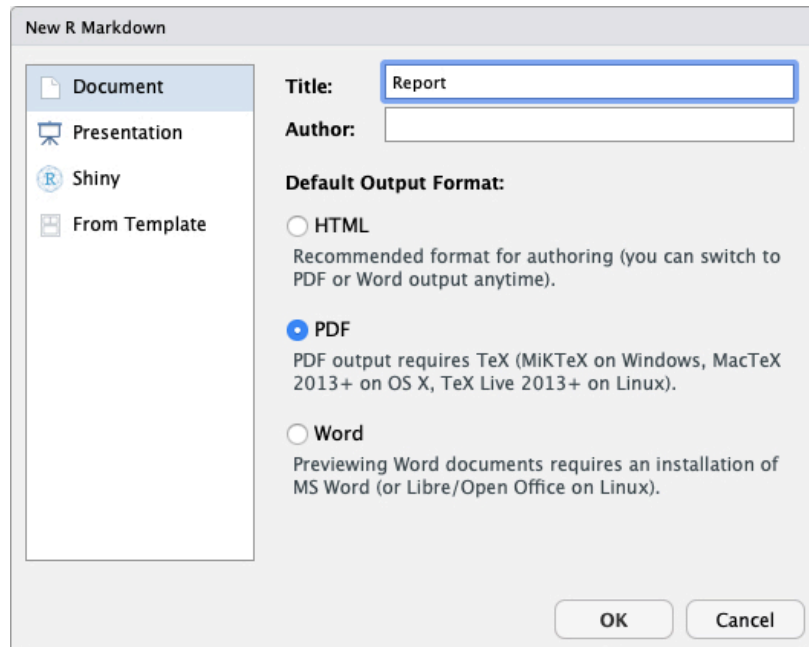 New R Markdown
Document
Presentation
Shiny
From Template
Title:
Report
Author:
Default Output Format:
HTML
Recommended format for authoring (you can switch to
PDF or Word output anytime).
PDF
PDF output requires TeX (MiKTeX on Windows, MacTeX
2013+ on OS X, TeX Live 2013+ on Linux).
Word
Previewing Word documents requires an installation of
MS Word (or Libre/Open Office on Linux).
OK
Cancel